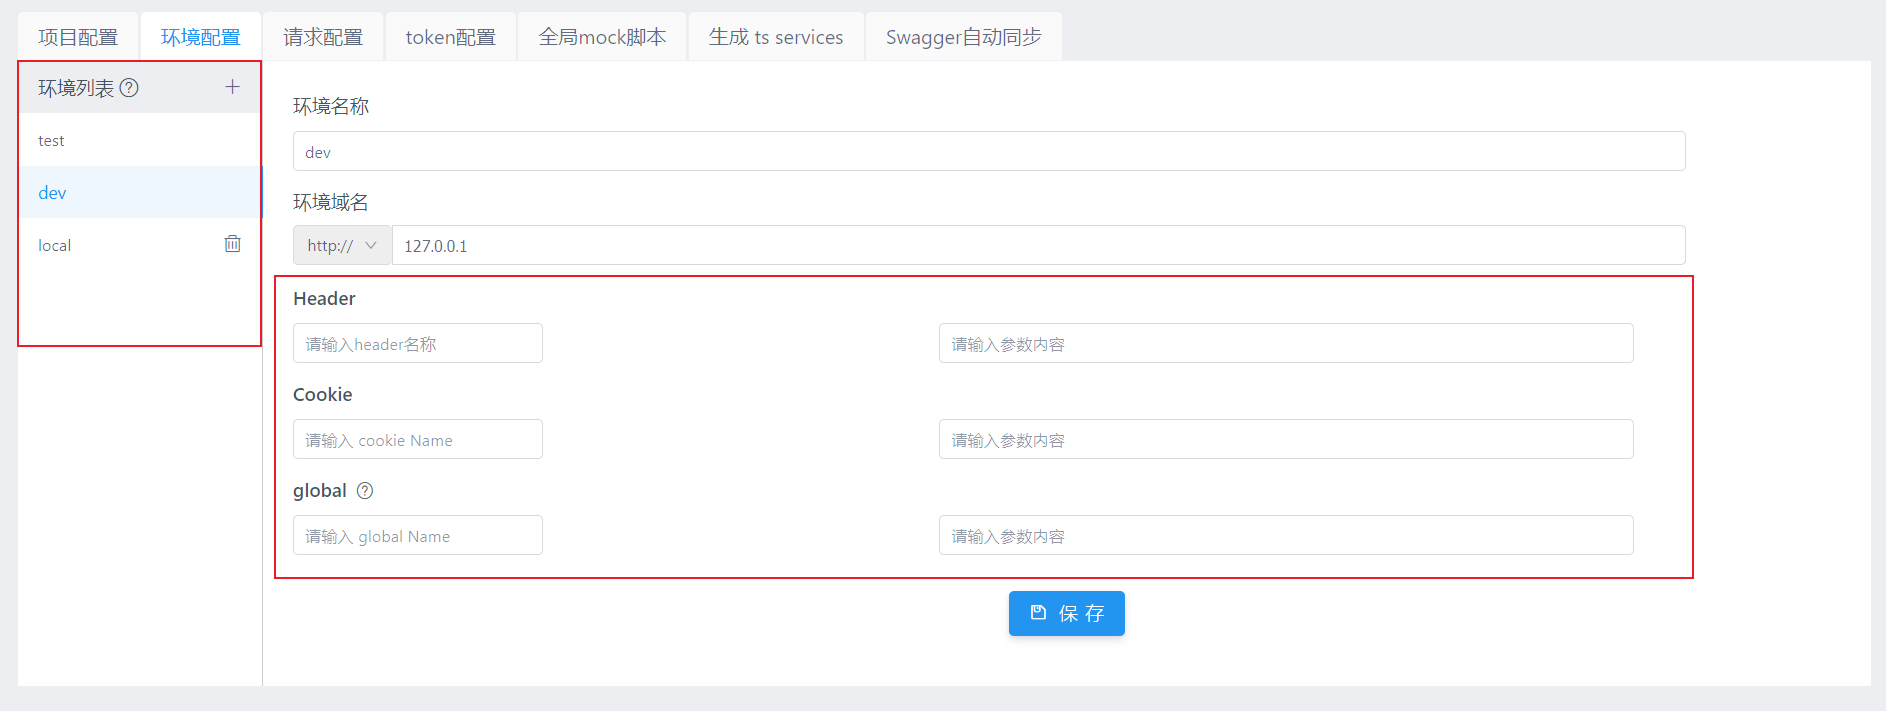 项目配置 环境配置 请求配置 token配置 全局mock脚本 生成 ts services Swagger自动同步
环境列表
test
dev
local
环境名称
dev
环境域名
http:// 127.0.0.1
Header
请输入header名称 请输入参数内容
Cookie
请输入 cookie Name 请输入参数内容
global
请输入 global Name 请输入参数内容
保 存